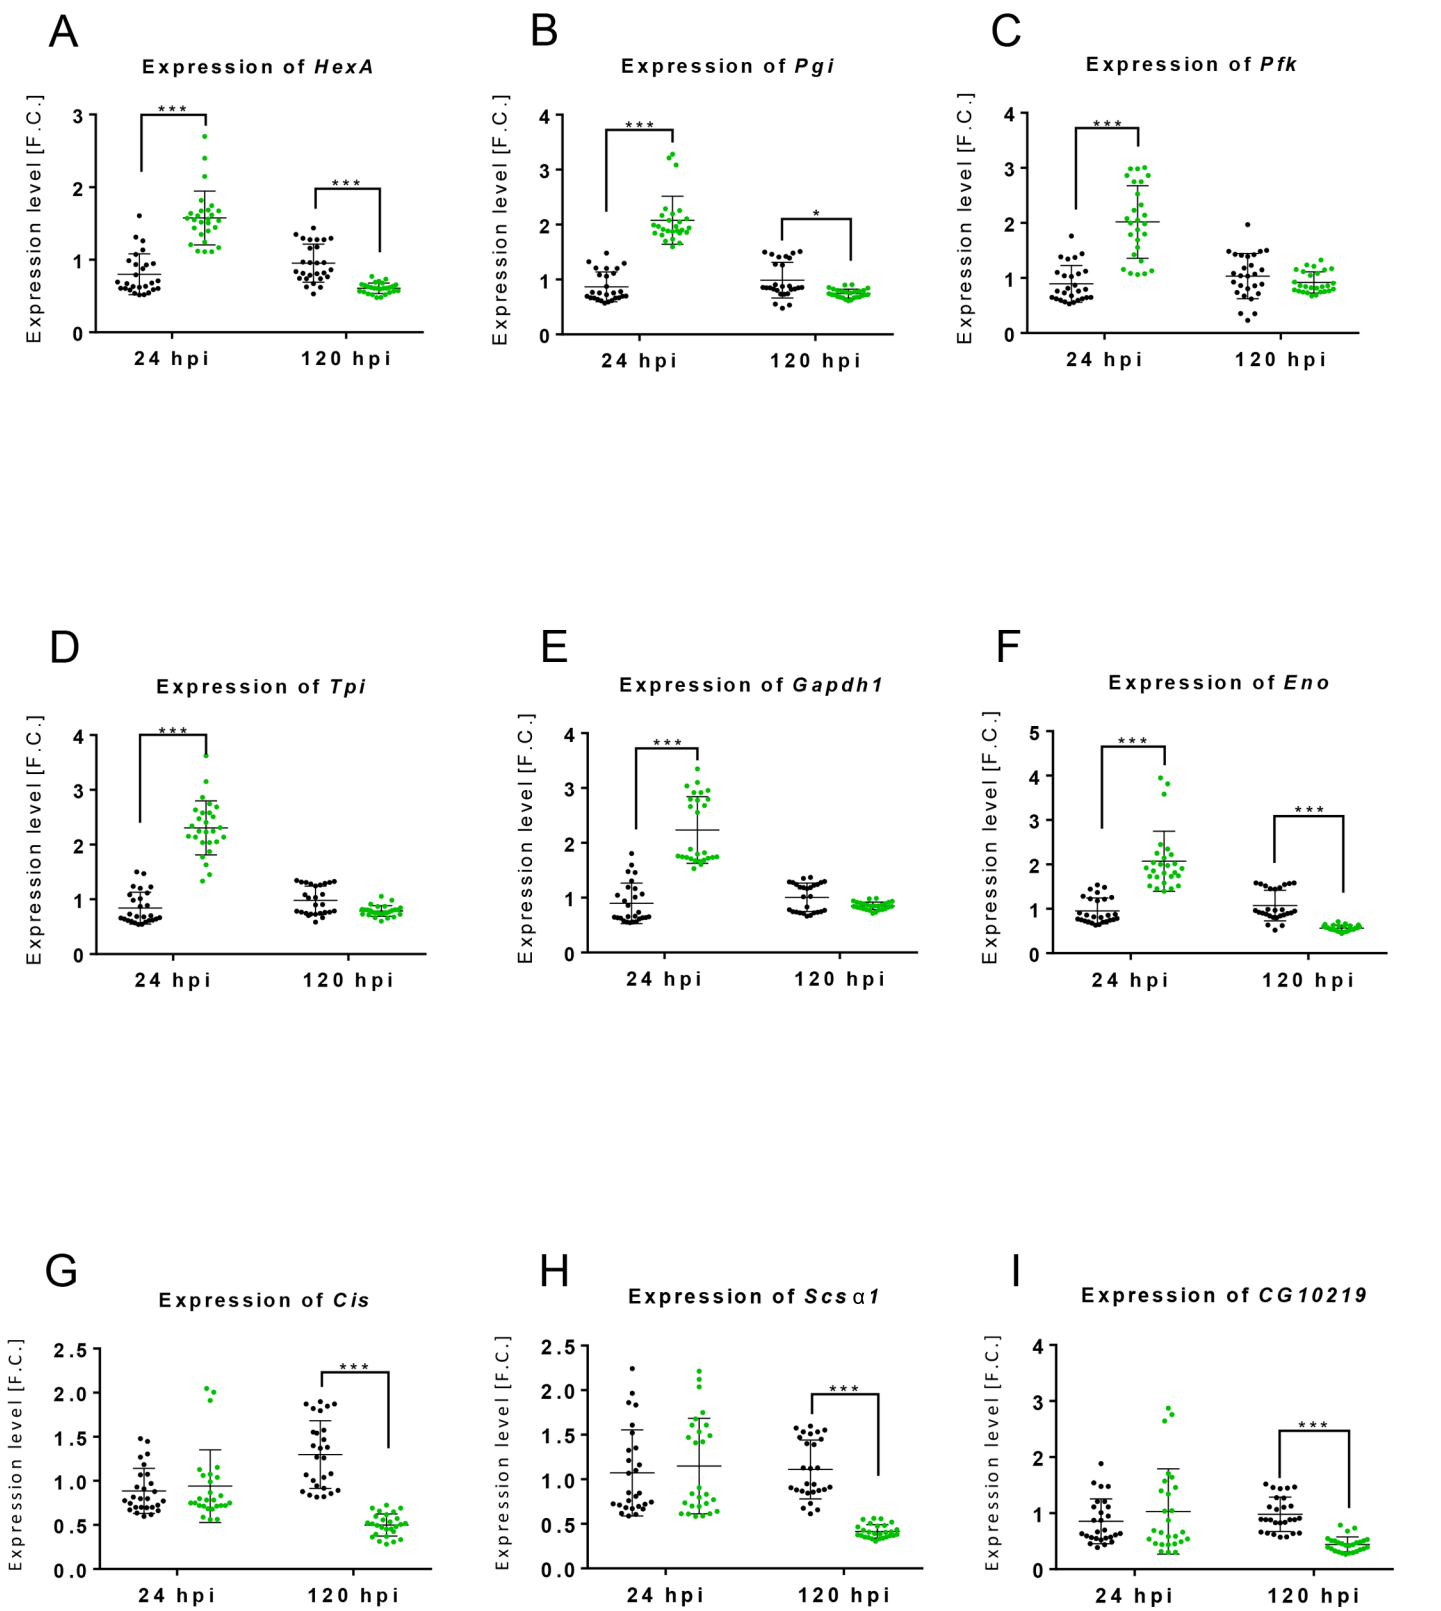 A
B
C
Expression of HexA
Expression of Pgi
Expression of Pfk
Expression level [F.C.]
3
2
1
0
***
***
24 hpi
120 hpi
Expression level [F.C.]
4
3
2
1
0
***
*
24 hpi
120 hpi
Expression level [F.C.]
4
3
2
1
0
***
24 hpi
120 hpi
D
E
F
Expression of Tpi
Expression of Gapdh1
Expression of Eno
Expression level [F.C.]
4
3
2
1
0
***
24 hpi
120 hpi
Expression level [F.C.]
4
3
2
1
0
***
24 hpi
120 hpi
Expression level [F.C.]
5
4
3
2
1
0
***
***
24 hpi
120 hpi
G
H
I
Expression of Cis
Expression of Scs α1
Expression of CG10219
Expression level [F.C.]
2.5
2.0
1.5
1.0
0.5
0.0
***
24 hpi
120 hpi
Expression level [F.C.]
2.5
2.0
1.5
1.0
0.5
0.0
***
24 hpi
120 hpi
Expression level [F.C.]
4
3
2
1
0
***
24 hpi
120 hpi